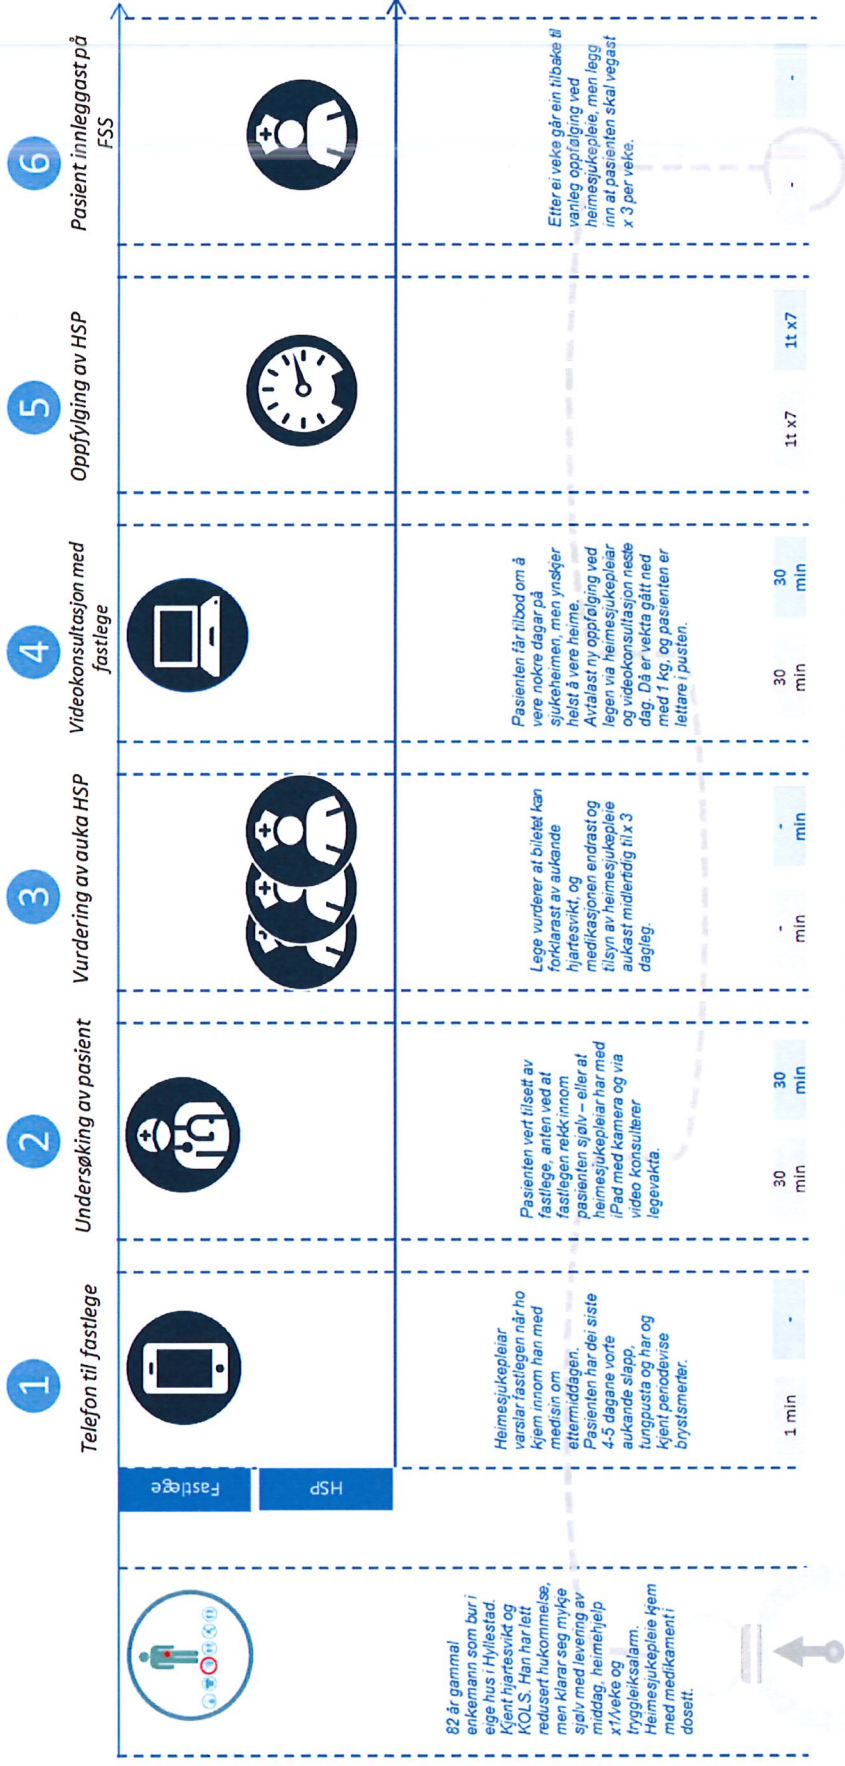 1
Telefon til fastlege
2
Undersøking av pasient
3
Vurdering av auka HSP
4
Videokonsultasjon med
fastlege
5
Oppfylging av HSP
6
Pasient innleggast på
FSS
Fastlege
HSP
82 år gammal
enkemann som bur i
eige hus i Hyllestad.
Kjent hjartesvikt og
KOLS. Han har lett
redusert hukommelse,
men klarar seg mykje
sjølv med levering av
middag, heimehjelp
x1/veke og
tryggleiksalarm.
Heimesjukepleie kjem
med medikament i
dosett.
Heimesjukepleiar
varslar fastlegen når ho
kjem innom han med
medisin om
ettermiddagen.
Pasienten har dei siste
4-5 dagane vorte
aukande slapp,
tungpusta og har og
kjent periodevise
brystsmerter.
Pasienten vert tilsett av
fastlege, anten ved at
fastlegen rekk innom
pasienten sjølv – eller at
heimesjukepleiar har med
iPad med kamera og via
video konsulterer
legevakta.
Lege vurderer at biletet kan
forklarast av aukande
hjartesvikt, og
medikasjonen endrast og
tilsyn av heimesjukepleie
aukast midlertidig til x 3
dagleg.
Pasienten får tilbod om å
vere nokre dagar på
sjukeheimen, men ynskjer
helst å vere heime.
Avtalast ny oppfølging ved
legen via heimesjukepleiar
og videokonsultasjon neste
dag. Då er vekta gått ned
med 1 kg, og pasienten er
lettare i pusten.
Etter ei veke går ein tilbake til
vanleg oppfølging ved
heimesjukepleie, men legg
inn at pasienten skal vegast
x 3 per veke.
1 min
-
30
min
30
min
-
min
-
min
30
min
30
min
1t x7
1t x7
-
-